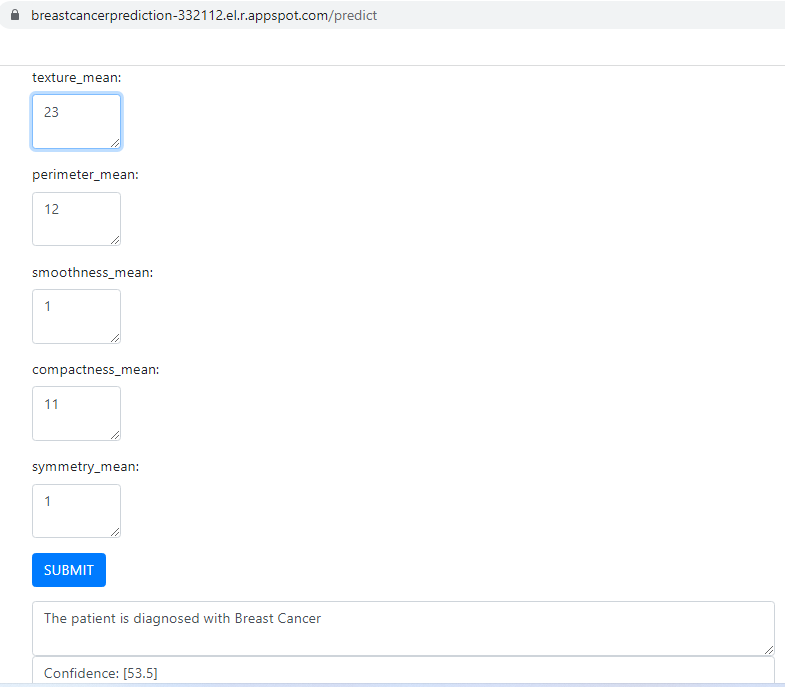 breastcancerprediction-332112.el.r.appspot.com/predict
texture_mean:
23
perimeter_mean:
12
smoothness_mean:
1
compactness_mean:
11
symmetry_mean:
1
SUBMIT
The patient is diagnosed with Breast Cancer
Confidence: [53.5]